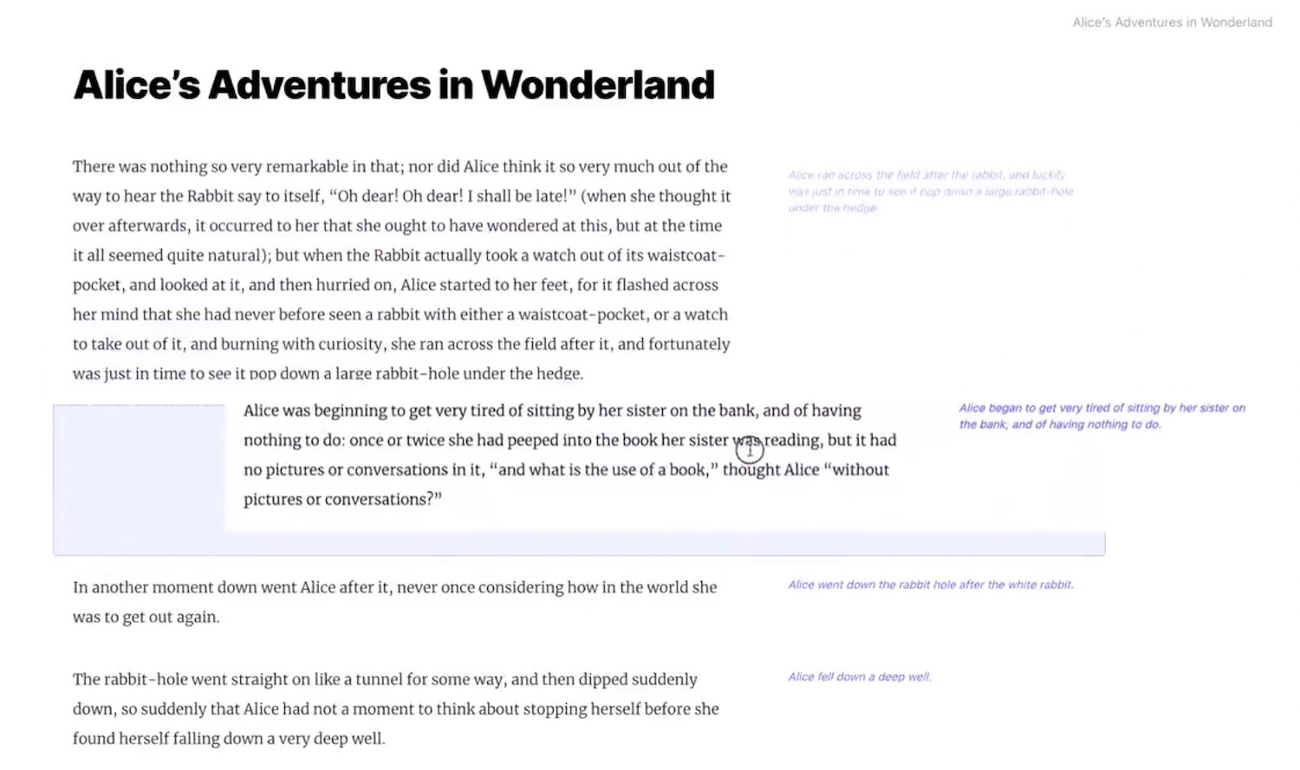 Alice's Adventures in Wonderland
Alice's Adventures in Wonderland
There was nothing so very remarkable in that; nor did Alice think it so very much out of the
way to hear the Rabbit say to itself, “Oh dear! Oh dear! I shall be late!” (when she thought it
over afterwards, it occurred to her that she ought to have wondered at this, but at the time
it all seemed quite natural); but when the Rabbit actually took a watch out of its waistcoat-
pocket, and looked at it, and then hurried on, Alice started to her feet, for it flashed across
her mind that she had never before seen a rabbit with either a waistcoat-pocket, or a watch
to take out of it, and burning with curiosity, she ran across the field after it, and fortunately
was just in time to see it pop down a large rabbit-hole under the hedge.
Alice ran across the field after the rabbit, and luckily
was just in time to see it pop down a large rabbit-hole
under the hedge.
Alice was beginning to get very tired of sitting by her sister on the bank, and of having
nothing to do: once or twice she had peeped into the book her sister was reading, but it had
no pictures or conversations in it, “and what is the use of a book,” thought Alice “without
pictures or conversations?”
Alice began to get very tired of sitting by her sister on
the bank, and of having nothing to do.
In another moment down went Alice after it, never once considering how in the world she
was to get out again.
Alice went down the rabbit hole after the white rabbit.
The rabbit-hole went straight on like a tunnel for some way, and then dipped suddenly
down, so suddenly that Alice had not a moment to think about stopping herself before she
found herself falling down a very deep well.
Alice fell down a deep well.